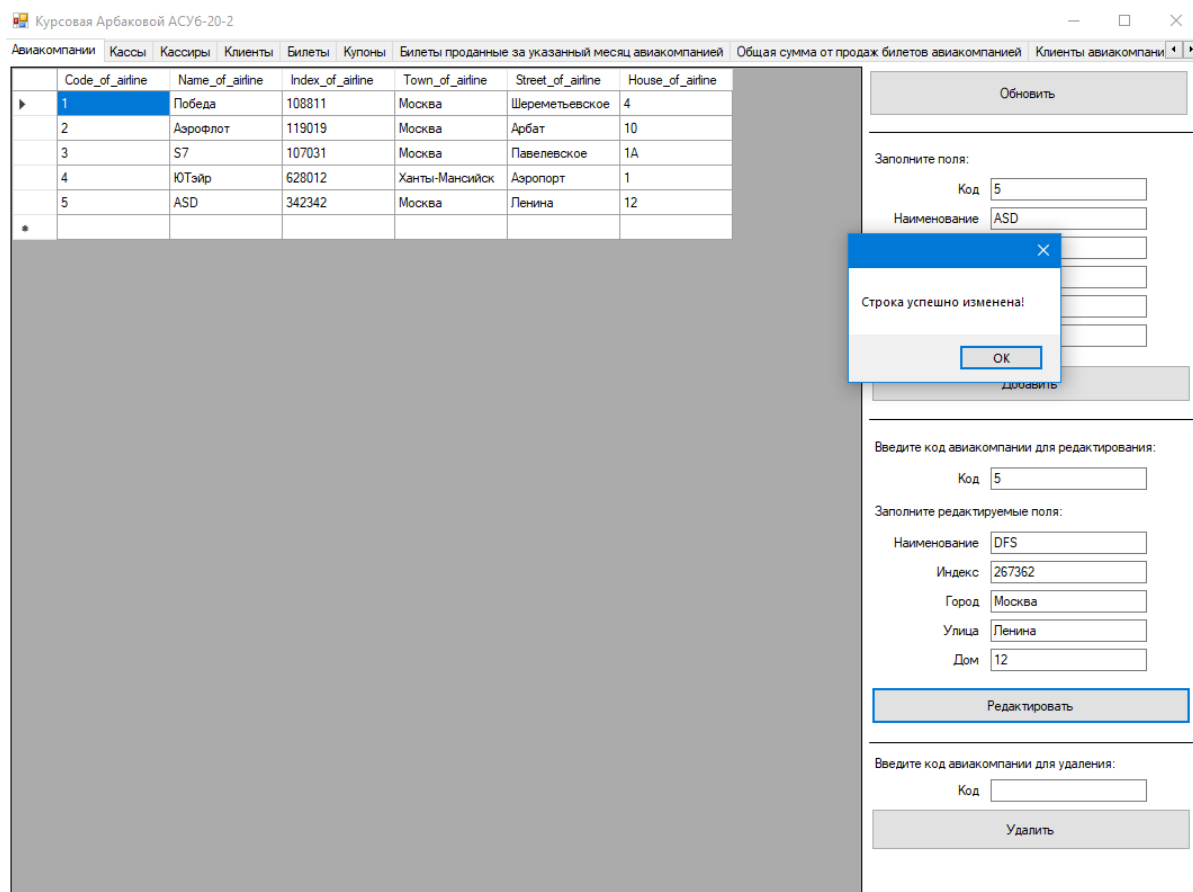 Курсовая Арбаковой АСУб-20-2
Авиакомпании Кассы Кассиры Клиенты Билеты Купоны Билеты проданные за указанный месяц авиакомпанией Общая сумма от продаж билетов авиакомпанией Клиенты авиакомпани
Code_of_airline Name_of_airline Index_of_airline Town_of_airline Street_of_airline House_of_airline
1 Победа 108811 Москва Шереметьевское 4
2 Аэрофлот 119019 Москва Арбат 10
3 S7 107031 Москва Павелевское 1А
4 ЮТэйр 628012 Ханты-Мансийск Аэропорт 1
5 ASD 342342 Москва Ленина 12
Обновить
Заполните поля:
Код 5
Наименование ASD
Строка успешно изменена!
OK
Добавить
Введите код авиакомпании для редактирования:
Код 5
Заполните редактируемые поля:
Наименование DFS
Индекс 267362
Город Москва
Улица Ленина
Дом 12
Редактировать
Введите код авиакомпании для удаления:
Код
Удалить